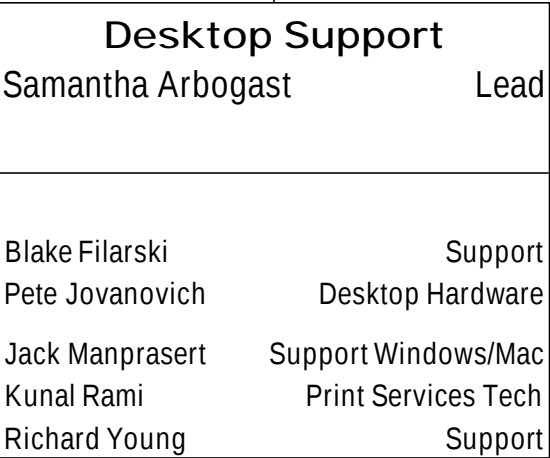 Desktop Support
Samantha Arbogast Lead
Blake Filarski Support
Pete Jovanovich Desktop Hardware
Jack Manprasert Support Windows/Mac
Kunal Rami Print Services Tech
Richard Young Support